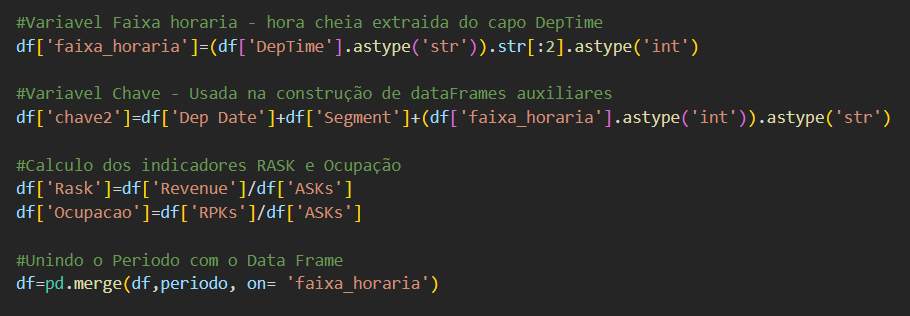 #Variavel Faixa horaria - hora cheia extraida do capo DepTime
df['faixa_horaria']=(df['DepTime'].astype('str')).str[:2].astype('int')
#Variavel Chave - Usada na construção de dataFrames auxiliares
df['chave2']=df['Dep Date']+df['Segment']+(df['faixa_horaria'].astype('int')).astype('str')
#Calculo dos indicadores RASK e Ocupação
df['Rask']=df['Revenue']/df['ASKs']
df['Ocupacao']=df['RPKs']/df['ASKs']
#Unindo o Periodo com o Data Frame
df=pd.merge(df,periodo, on= 'faixa_horaria')